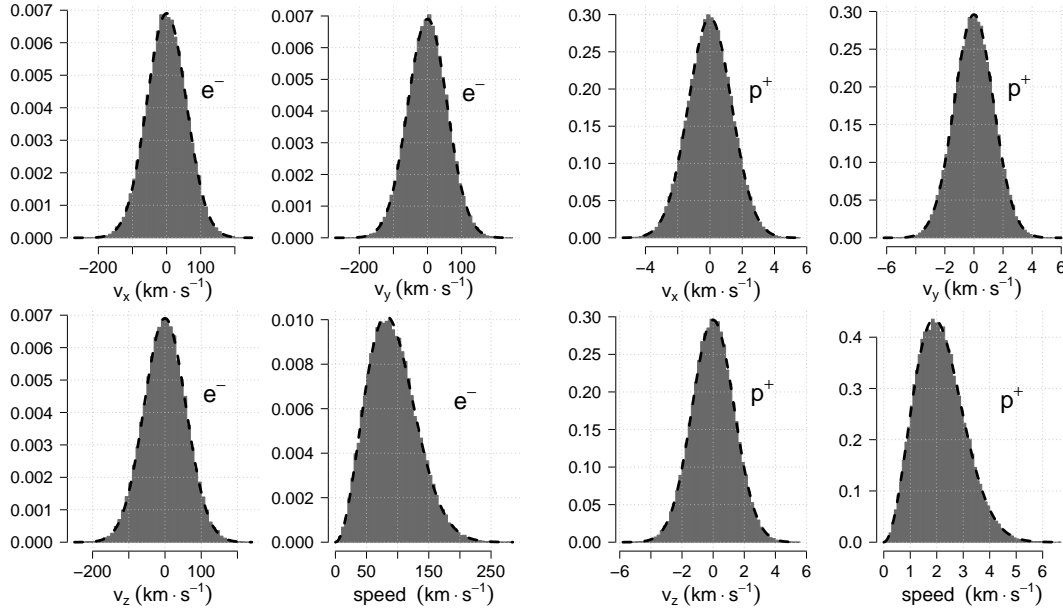 0.007
0.006
0.005
0.004
0.003
0.002
0.001
0.000
e⁻
−200 0 100
v_x (km · s⁻¹)
0.007
0.006
0.005
0.004
0.003
0.002
0.001
0.000
e⁻
−200 0 100
v_y (km · s⁻¹)
0.30
0.25
0.20
0.15
0.10
0.05
0.00
p⁺
−4 0 2 4 6
v_x (km · s⁻¹)
0.30
0.25
0.20
0.15
0.10
0.05
0.00
p⁺
−6 −4 −2 0 2 4 6
v_y (km · s⁻¹)
0.007
0.006
0.005
0.004
0.003
0.002
0.001
0.000
e⁻
−200 0 100
v_z (km · s⁻¹)
0.010
0.008
0.006
0.004
0.002
0.000
e⁻
0 50 150 250
speed (km · s⁻¹)
0.30
0.25
0.20
0.15
0.10
0.05
0.00
p⁺
−6 −2 0 2 4 6
v_z (km · s⁻¹)
0.4
0.3
0.2
0.1
0.0
p⁺
0 1 2 3 4 5 6
speed (km · s⁻¹)